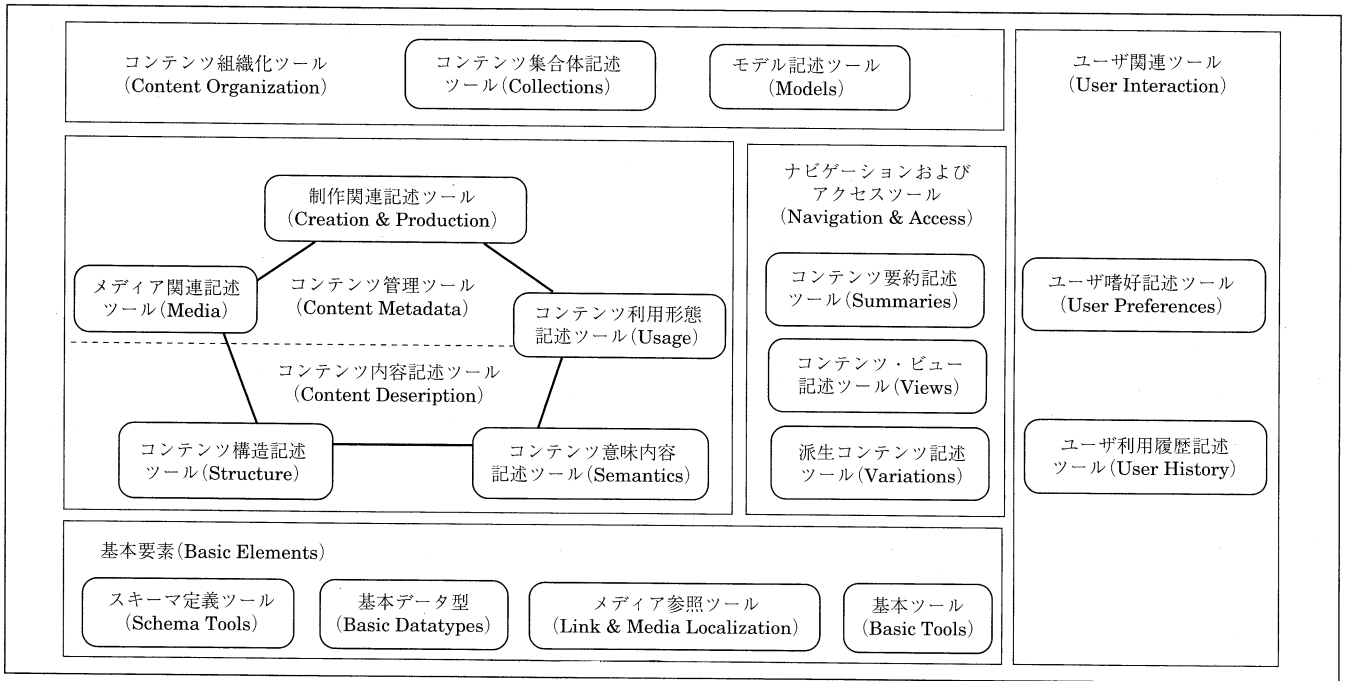 コンテンツ組織化ツール
(Content Organization)
コンテンツ集合体記述
ツール(Collections)
モデル記述ツール
(Models)
ユーザ関連ツール
(User Interaction)
制作関連記述ツール
(Creation & Production)
メディア関連記述
ツール(Media)
コンテンツ管理ツール
(Content Metadata)
コンテンツ利用形態
記述ツール(Usage)
コンテンツ内容記述ツール
(Content Deseription)
コンテンツ構造記述
ツール(Structure)
コンテンツ意味内容
記述ツール(Semantics)
ナビゲーションおよび
アクセスツール
(Navigation & Access)
コンテンツ要約記述
ツール(Summaries)
コンテンツ・ビュー
記述ツール(Views)
派生コンテンツ記述
ツール(Variations)
ユーザ嗜好記述ツール
(User Preferences)
ユーザ利用履歴記述
ツール(User History)
基本要素(Basic Elements)
スキーマ定義ツール
(Schema Tools)
基本データ型
(Basic Datatypes)
メディア参照ツール
(Link & Media Localization)
基本ツール
(Basic Tools)